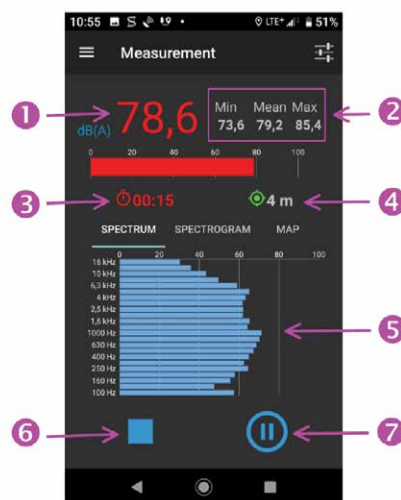 10:55 LTE+ 51%
Measurement
1 78,6 Min Mean Max 2
dB(A) 73,6 79,2 85,4
0 20 40 60 80 100
3 00:15 4 m 4
SPECTRUM SPECTROGRAM MAP
0 20 40 60 80 100
16 kHz
10 kHz
6,3 kHz
4 kHz
2,5 kHz
1,6 kHz
1000 Hz 5
630 Hz
400 Hz
250 Hz
160 Hz
100 Hz
6 7